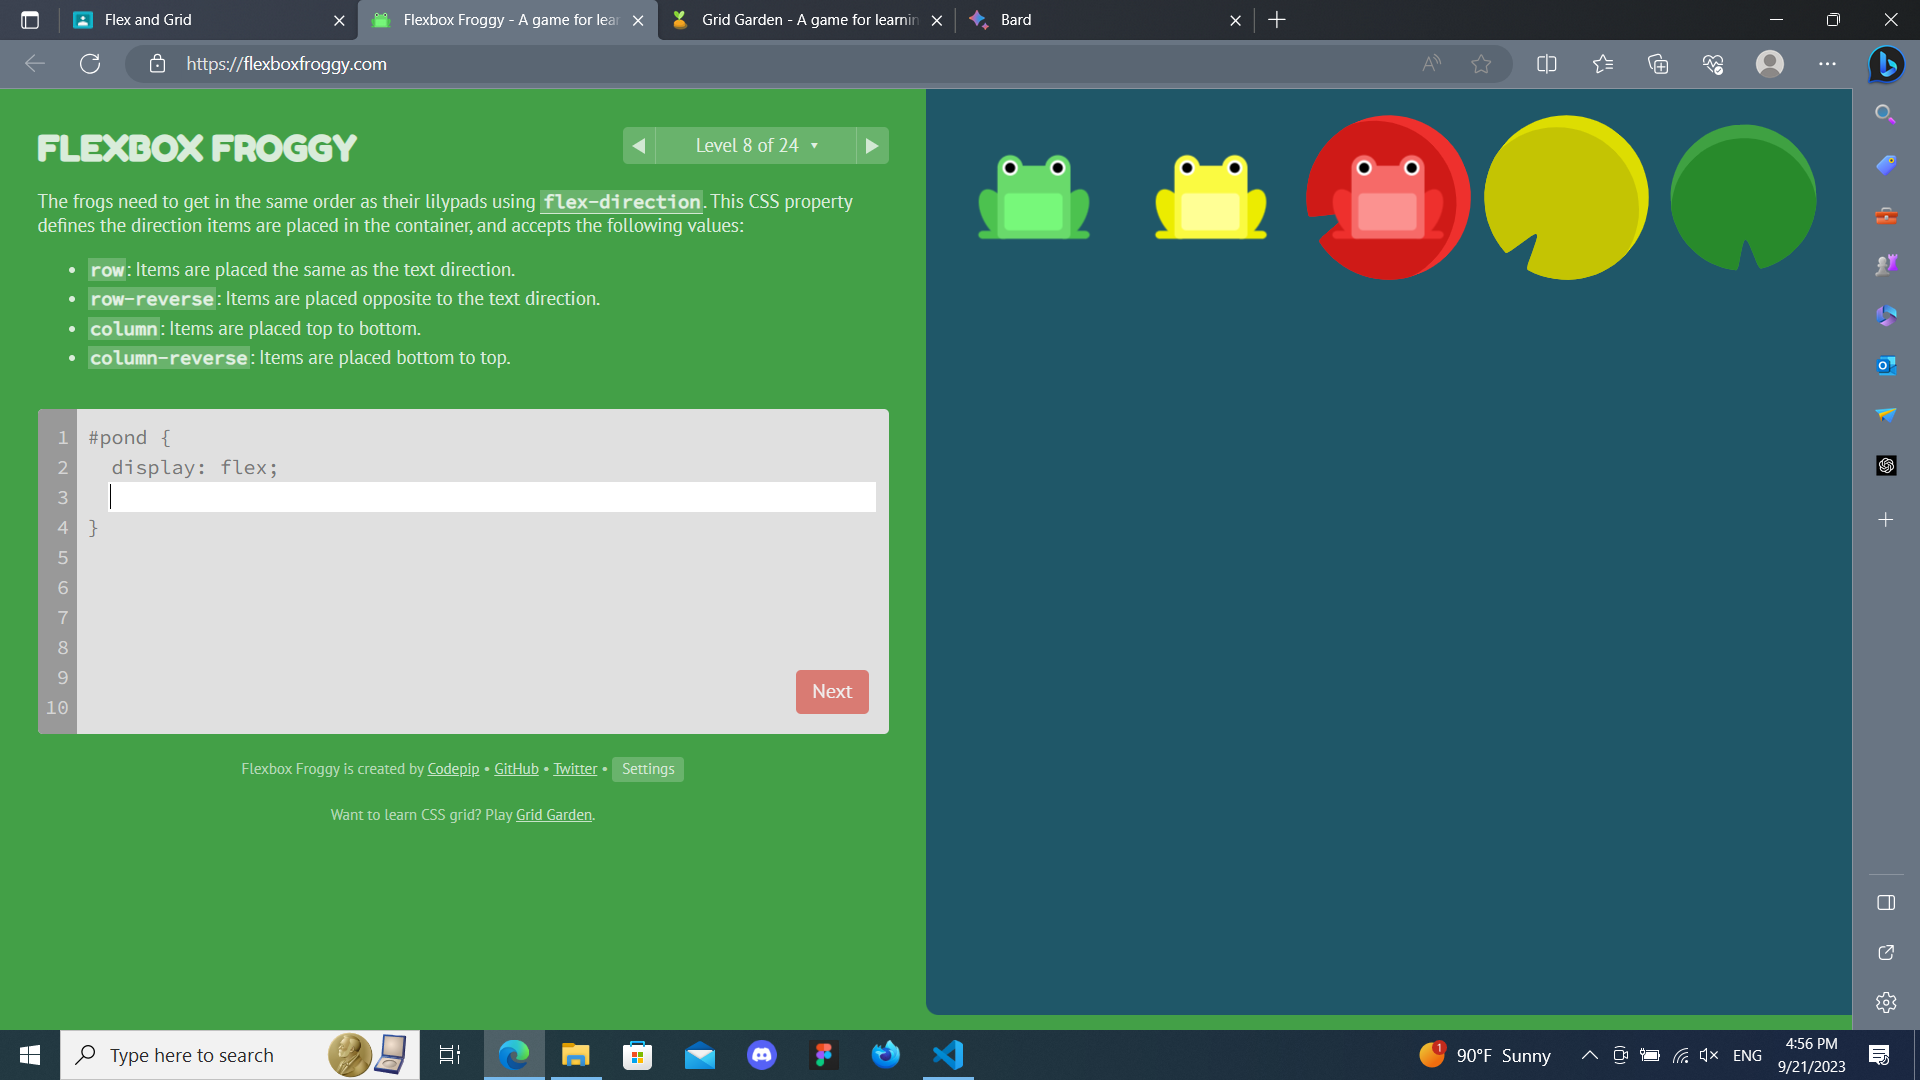 Flex and Grid
Flexbox Froggy - A game for lear
Grid Garden - A game for learnin
Bard
https://flexboxfroggy.com
FLEXBOX FROGGY
Level 8 of 24
The frogs need to get in the same order as their lilypads using flex-direction. This CSS property
defines the direction items are placed in the container, and accepts the following values:
• row: Items are placed the same as the text direction.
• row-reverse: Items are placed opposite to the text direction.
• column: Items are placed top to bottom.
• column-reverse: Items are placed bottom to top.
1 #pond {
2 display: flex;
3
4 }
5
6
7
8
9
10
Next
Flexbox Froggy is created by Codepip • GitHub • Twitter • Settings
Want to learn CSS grid? Play Grid Garden.
Type here to search
1
90°F Sunny
ENG
4:56 PM
9/21/2023